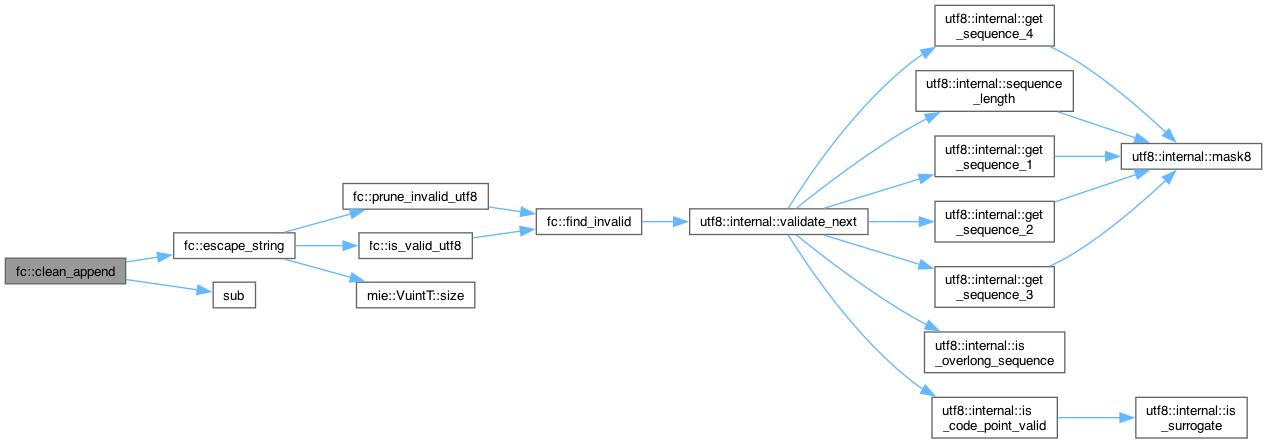 utf8::internal::get
_sequence_4
utf8::internal::sequence
_length
utf8::internal::get
_sequence_1
utf8::internal::mask8
fc::prune_invalid_utf8
utf8::internal::get
_sequence_2
fc::find_invalid
utf8::internal::validate_next
fc::escape_string
fc::is_valid_utf8
fc::clean_append
utf8::internal::get
_sequence_3
sub
mie::VuintT::size
utf8::internal::is
_overlong_sequence
utf8::internal::is
_code_point_valid
utf8::internal::is
_surrogate